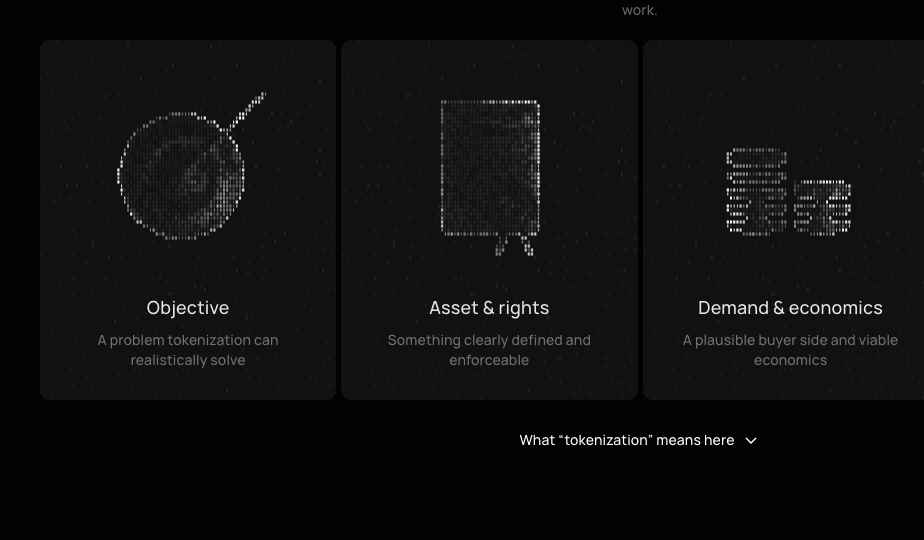 work.
Objective
A problem tokenization can
realistically solve
Asset & rights
Something clearly defined and
enforceable
Demand & economics
A plausible buyer side and viable
economics
What “tokenization” means here